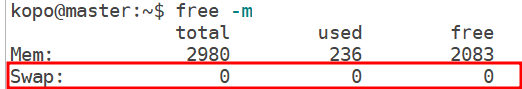 kopo@master:~$ free -m
total used free
Mem: 2980 236 2083
Swap: 0 0 0